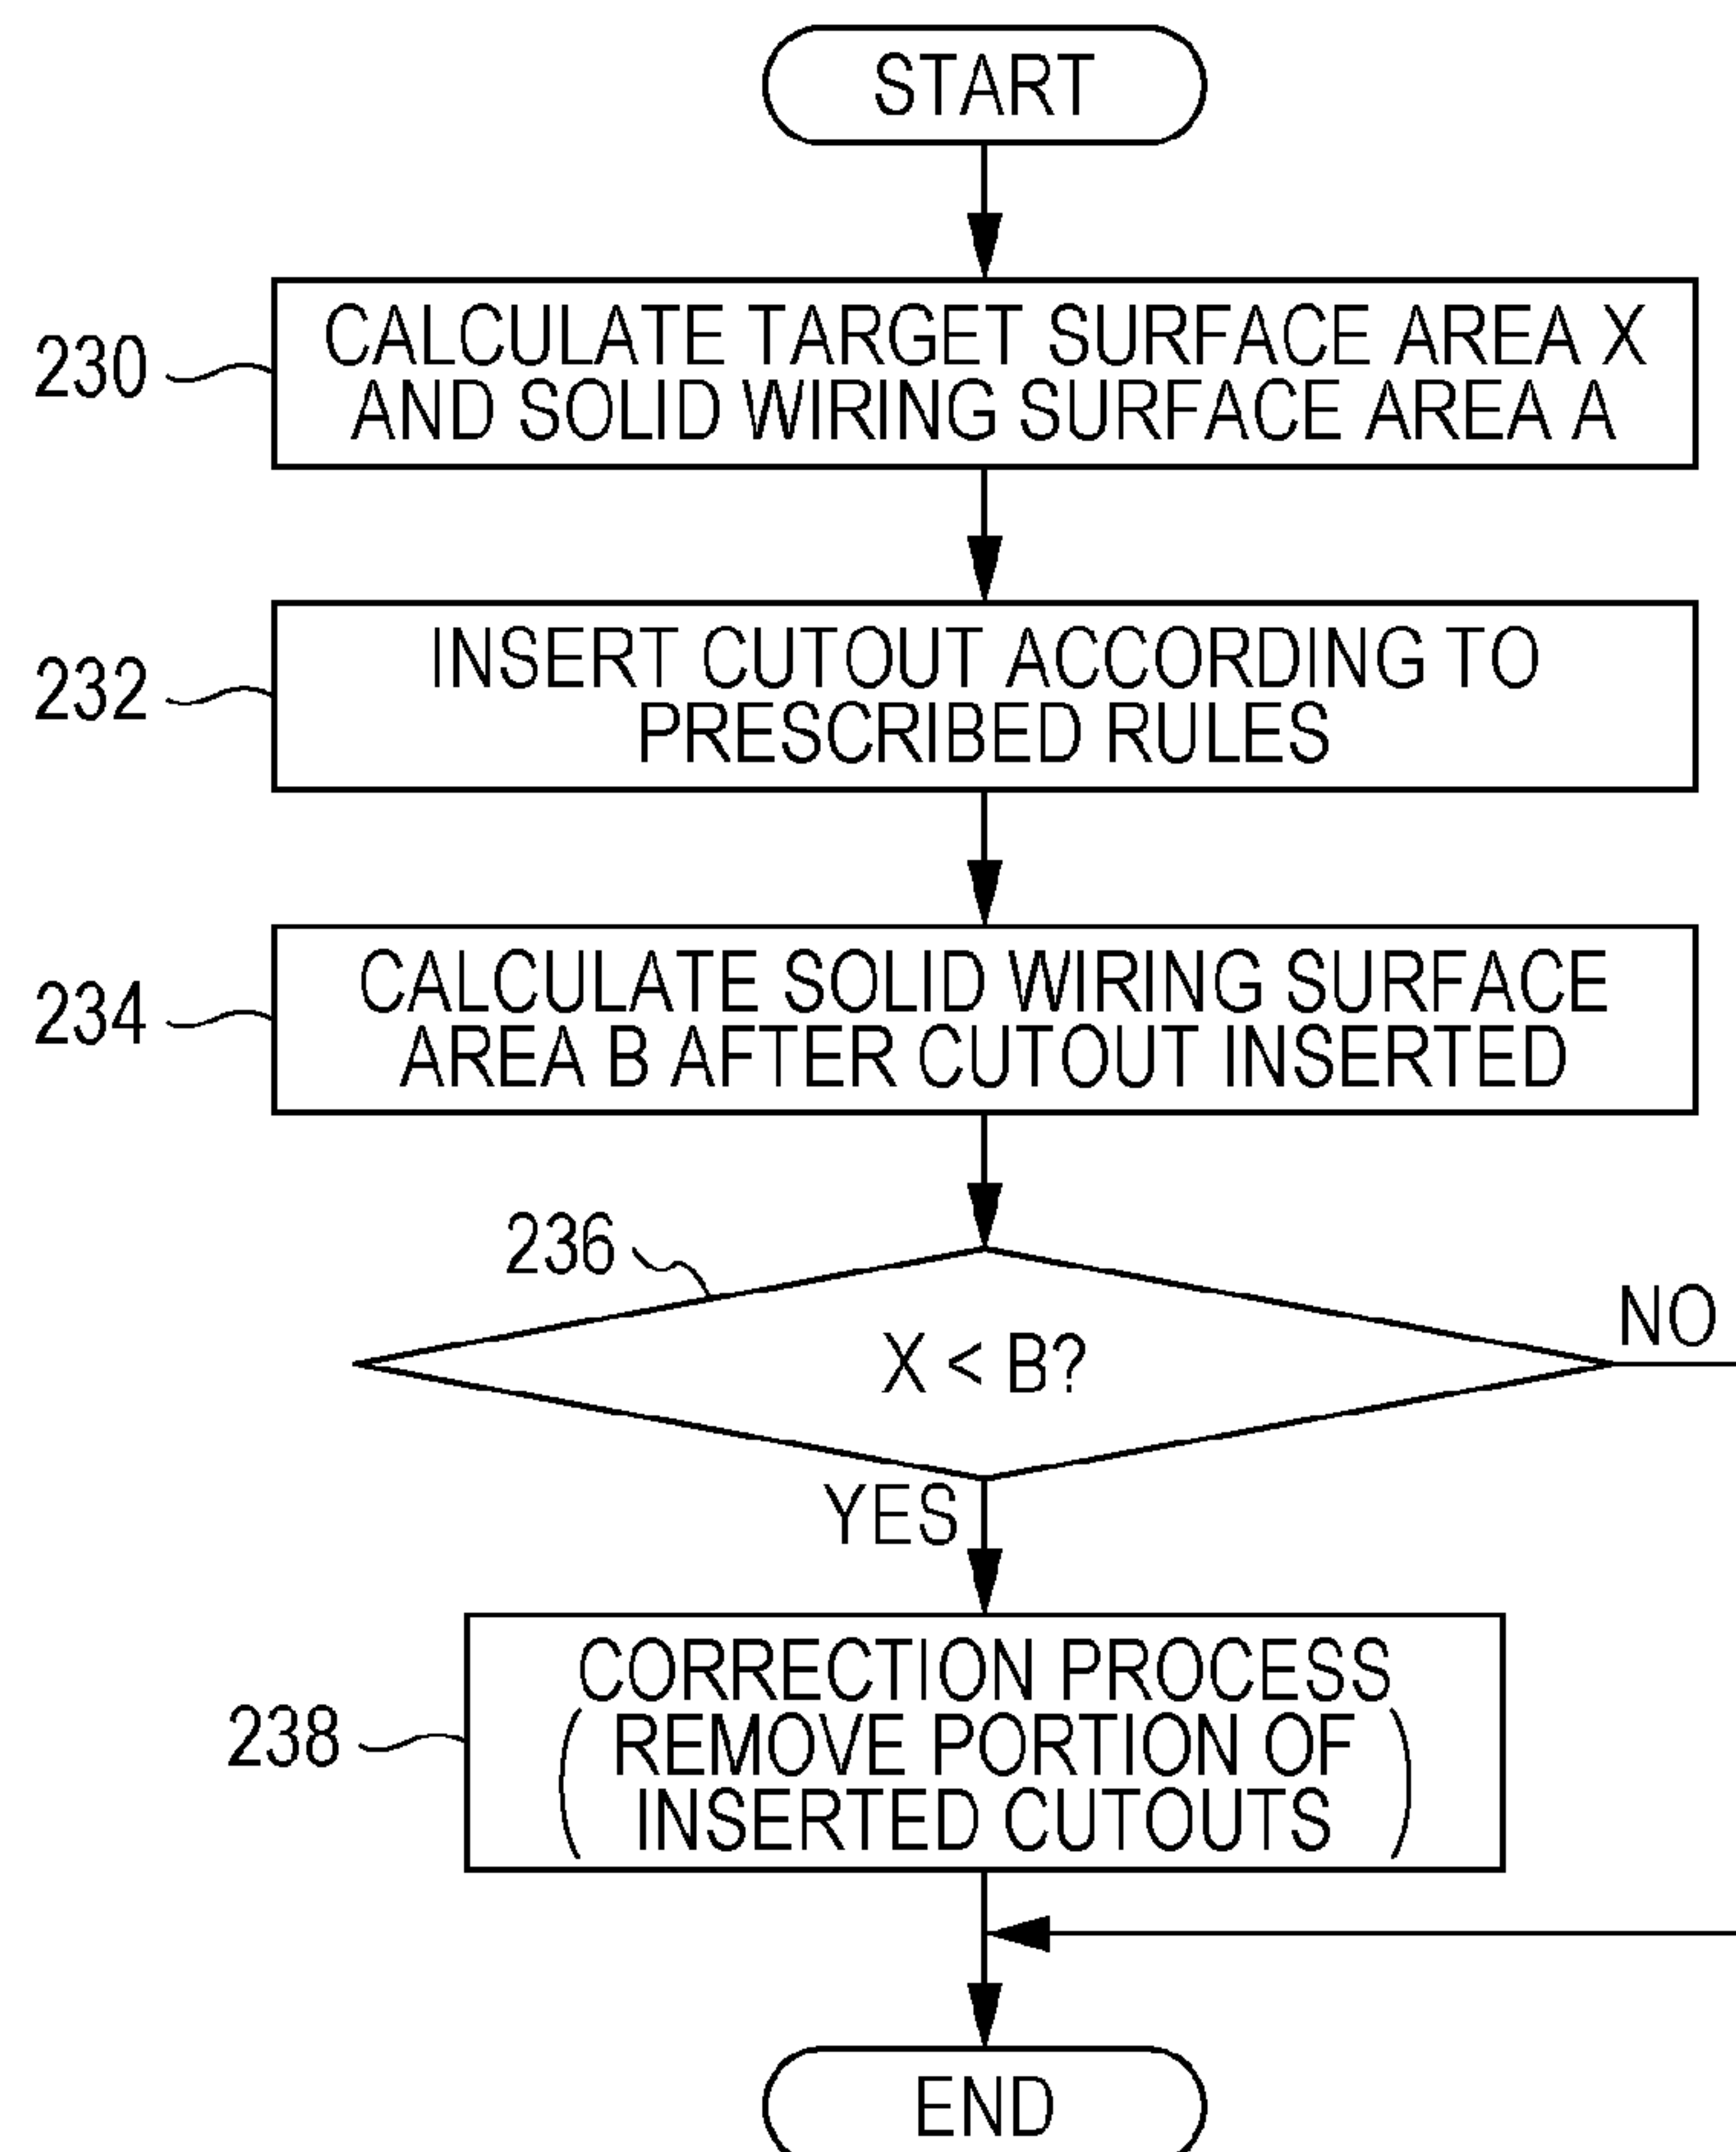 START
230
CALCULATE TARGET SURFACE AREA X
AND SOLID WIRING SURFACE AREA A
232
INSERT CUTOUT ACCORDING TO
PRESCRIBED RULES
234
CALCULATE SOLID WIRING SURFACE
AREA B AFTER CUTOUT INSERTED
236
X < B?
NO
YES
238
CORRECTION PROCESS
( REMOVE PORTION OF
INSERTED CUTOUTS )
END